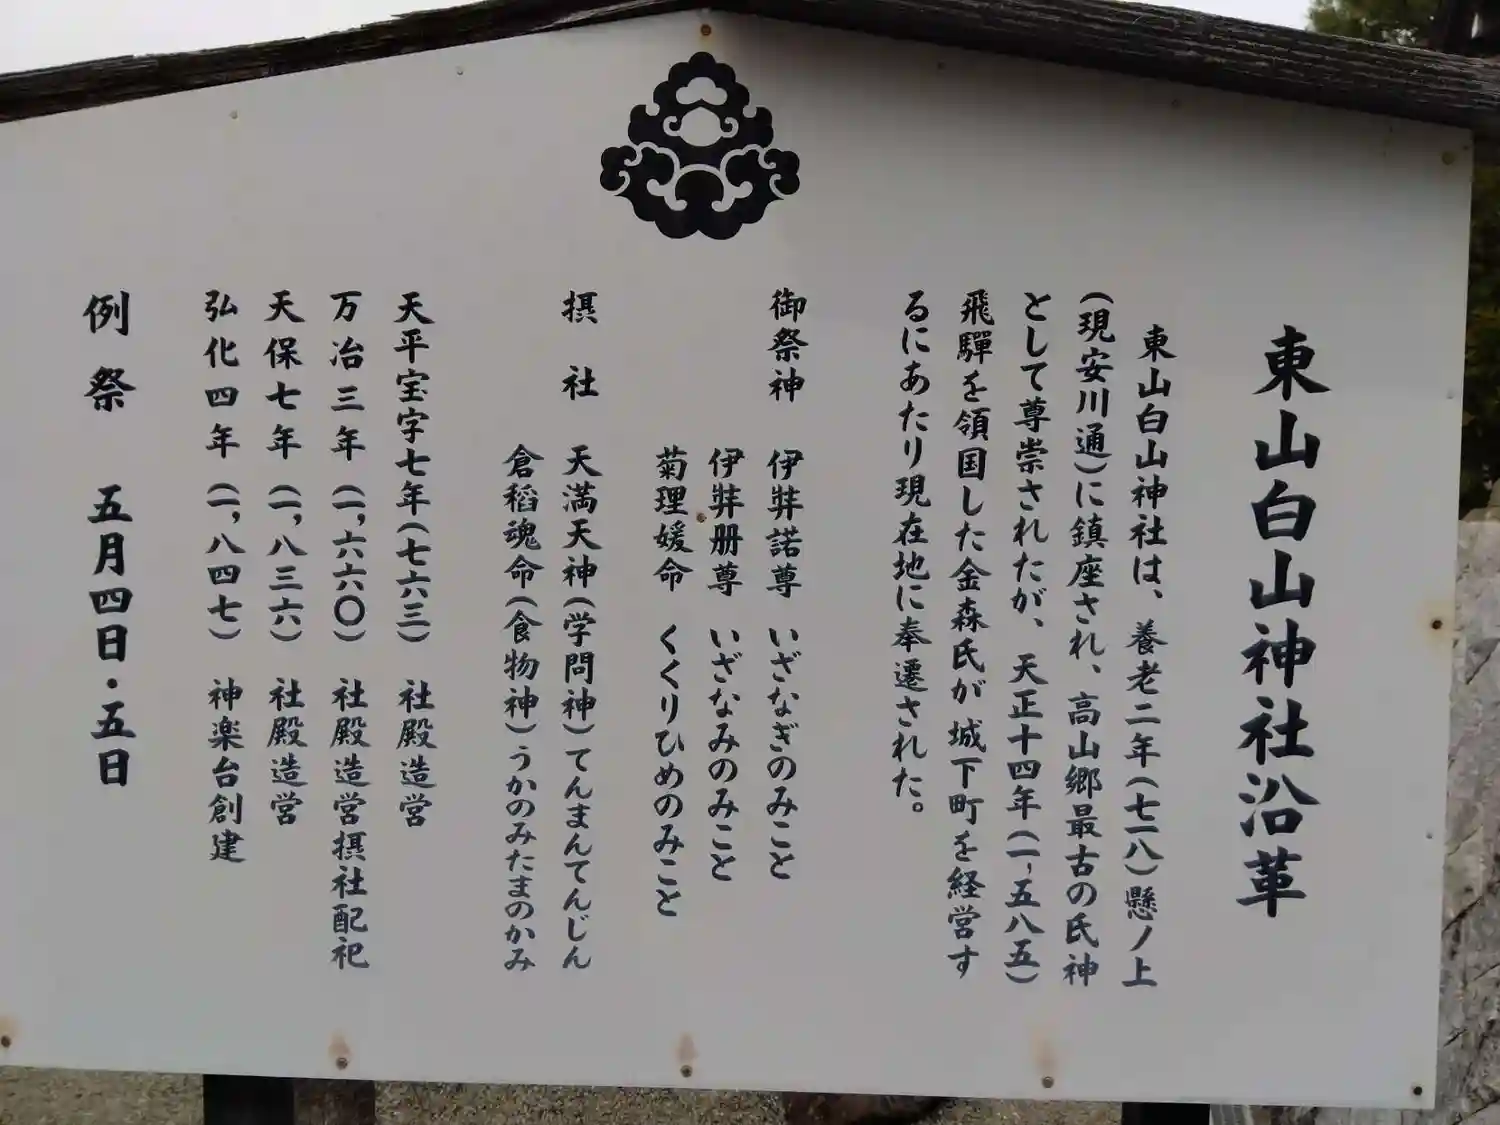 東山白山神社沿革
東山白山神社は、養老二年(七一八)懸ノ上
(現安川通)に鎮座され、高山郷最古の氏神
として尊崇されたが、天正十四年(一、五八五)
飛驒を領国した金森氏が城下町を経営す
るにあたり現在地に奉遷された。
御祭神 伊弉諾尊 いざなぎのみこと
伊弉册尊 いざなみのみこと
菊理媛命 くくりひめのみこと
摂社 天満天神(学問神)てんまんてんじん
倉稻魂命(食物神)うかのみたまのかみ
天平宝字七年(七六三) 社殿造営
万治三年(一、六六〇) 社殿造営摂社配祀
天保七年(一、八三六) 社殿造営
弘化四年(一、八四七) 神楽台創建
例祭 五月四日・五日